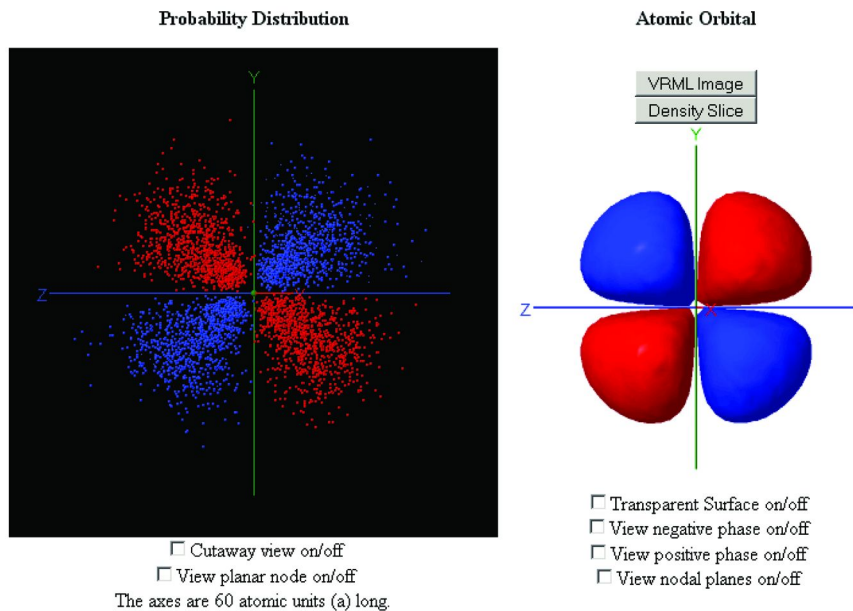 Probability Distribution
Y
Z
Cutaway view on/off
View planar node on/off
The axes are 60 atomic units (a) long.
Atomic Orbital
VRML Image
Density Slice
Y
Z
X
Transparent Surface on/off
View negative phase on/off
View positive phase on/off
View nodal planes on/off